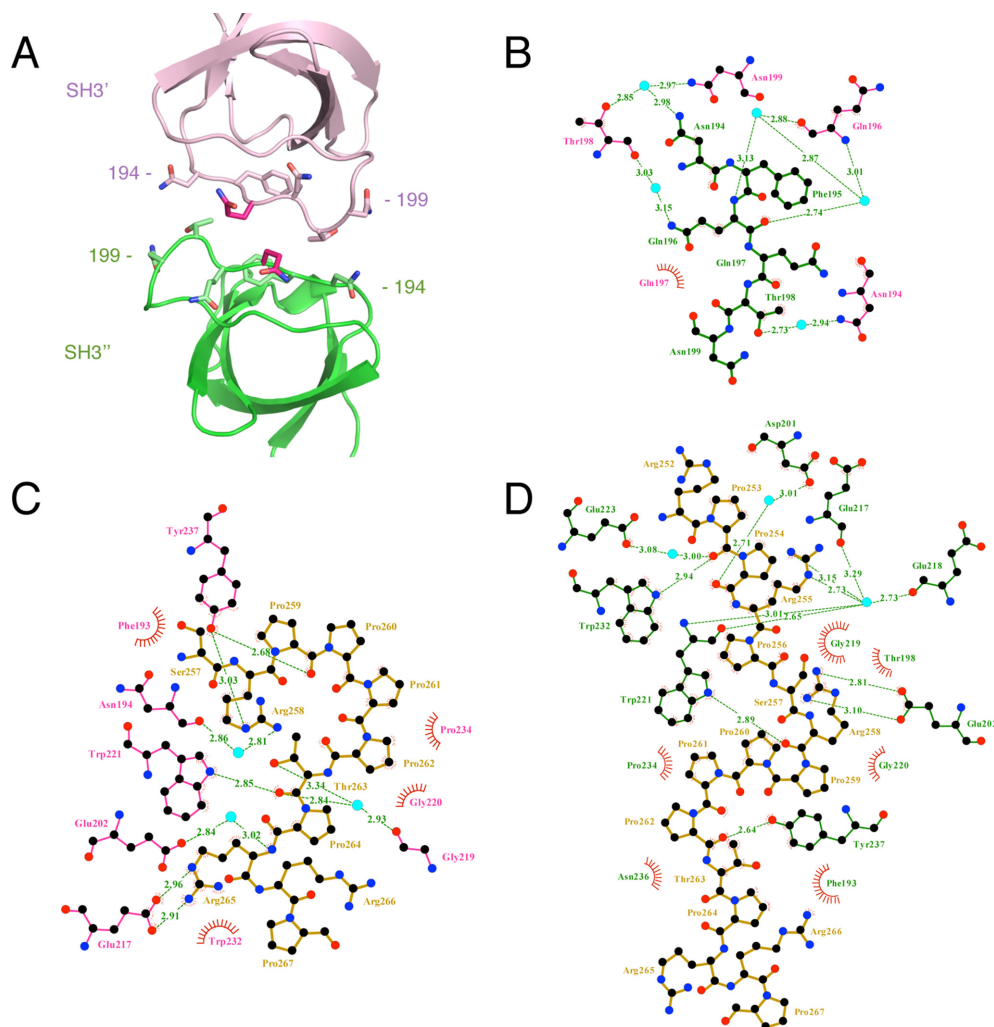 A
SH3'
194 -
- 199
199 -
- 194
SH3''
B
Asn199
2.97
2.85
2.98
Asn194
2.88
Gln196
Thr198
3.13
2.87
3.03
3.01
Phe195
3.15
2.74
Gln196
Gln197
Gln197
Thr198
Asn194
2.73
2.94
Asn199
C
Tyr237
Pro259
Phe193
Pro260
2.68
Ser257
3.03
Pro261
Asn194
Arg258
Pro234
2.86
2.81
Trp221
Pro262
3.34
Thr263
2.85
2.84
Gly220
Glu202
2.93
2.84
Pro264
3.02
Gly219
2.96
Arg265
Arg266
2.91
Glu217
Trp232
Pro267
D
Asp201
Arg252
Pro253
3.01
Glu223
Glu217
Pro254
2.71
3.08
3.00
Glu218
2.94
3.29
3.15
2.73
Arg255
2.73
Trp232
3.01
2.65
Pro256
Gly219
Thr198
Trp221
Ser257
2.81
3.10
2.89
Arg258
Pro260
Pro261
Pro234
Gly220
Pro259
Pro262
2.64
Tyr237
Asn236
Thr263
Phe193
Pro264
Arg266
Arg265
Pro267